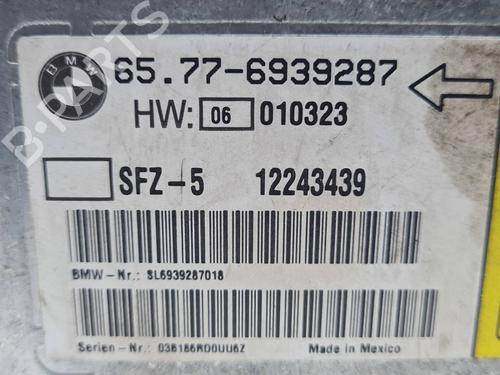 BMW
65.77-6939287
HW: 06 010323
SFZ-5 12243439
BMW-Nr.: SL6939287018
Serien-Nr: 036186RD0UU6Z Made in Mexico
B-PARTS